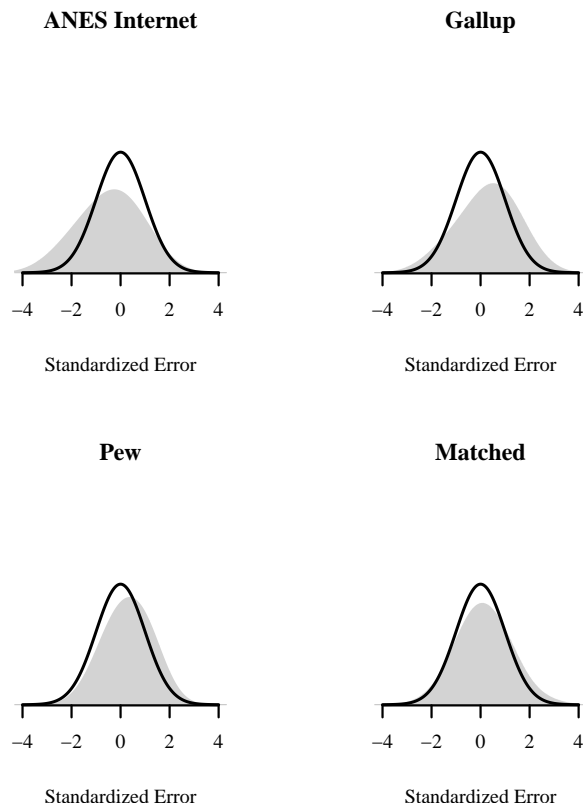 ANES Internet
Gallup
−4 −2 0 2 4
−4 −2 0 2 4
Standardized Error
Standardized Error
Pew
Matched
−4 −2 0 2 4
−4 −2 0 2 4
Standardized Error
Standardized Error